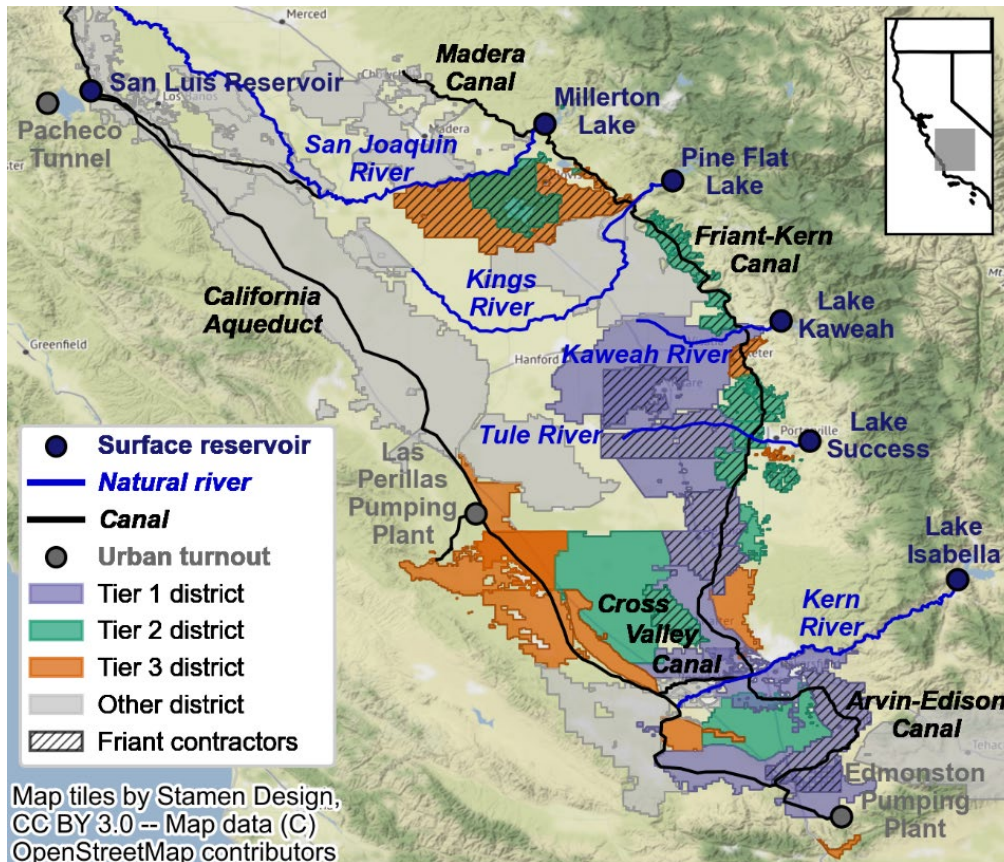 Merced
Madera
Canal
San Luis Reservoir
Los Banos
Pacheco
Tunnel
Madera
Millerton
Lake
San Joaquin
River
Pine Flat
Lake
Friant-Kern
Canal
Kings
River
California
Aqueduct
Lake
Kaweah
Greenfield
Hanford
Kaweah River
Tule River
Porterville
Lake
Success
Las
Perillas
Pumping
Plant
Lake
Isabella
Kern
River
Cross
Valley
Canal
Arvin-Edison
Canal
Edmonston
Pumping
Plant
Surface reservoir
Natural river
Canal
Urban turnout
Tier 1 district
Tier 2 district
Tier 3 district
Other district
Friant contractors
Map tiles by Stamen Design,
CC BY 3.0 -- Map data (C)
OpenStreetMap contributors